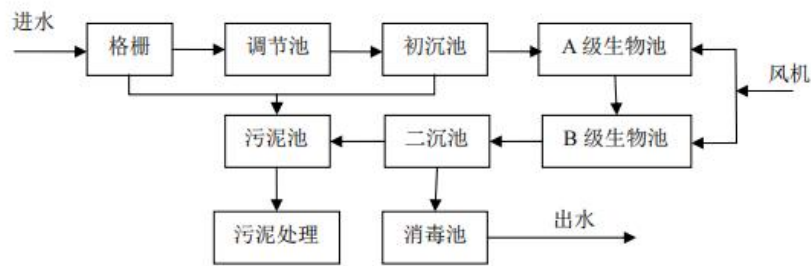 进水
格栅
调节池
初沉池
A 级生物池
风机
污泥池
二沉池
B 级生物池
污泥处理
消毒池
出水